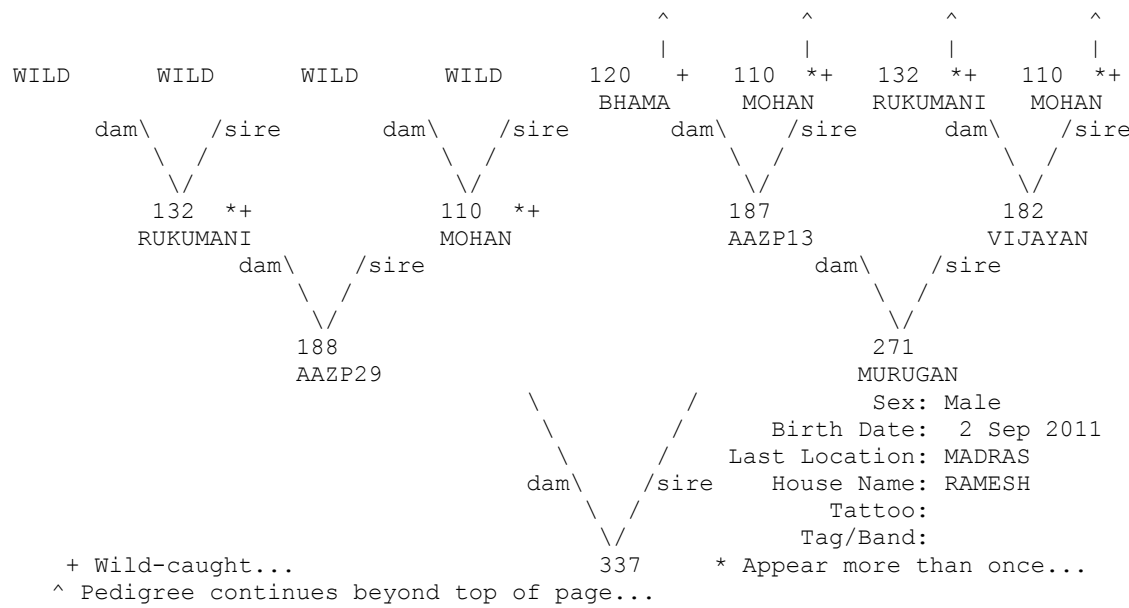 ^ ^ ^ ^
| | | |
WILD WILD WILD WILD 120 + 110 *+ 132 *+ 110 *+
BHAMA MOHAN RUKUMANI MOHAN
dam\ /sire dam\ /sire dam\ /sire dam\ /sire
\ / \ / \ / \ /
\/ \/ \/ \/
132 *+ 110 *+ 187 182
RUKUMANI MOHAN AAZP13 VIJAYAN
dam\ /sire dam\ /sire
\ / \ /
\/ \/
188 271
AAZP29 MURUGAN
\ / Sex: Male
\ / Birth Date: 2 Sep 2011
\ / Last Location: MADRAS
dam\ /sire House Name: RAMESH
\ / Tattoo:
\/ Tag/Band:
+ Wild-caught... 337 * Appear more than once...
^ Pedigree continues beyond top of page...